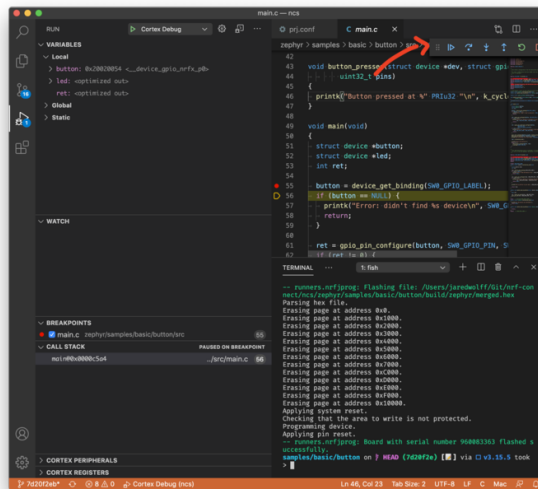 main.c — ncs
RUN
Cortex Debug
prj.conf
C main.c
zephyr > samples > basic > button > src
VARIABLES
Local
button: 0x20020054 <__device_gpio_nrfx_p0>
led: <optimized out>
ret: <optimized out>
Global
Static
WATCH
BREAKPOINTS
main.c zephyr/samples/basic/button/src 55
CALL STACK PAUSED ON BREAKPOINT
main@0x0000c5a4 ../src/main.c 56
CORTEX PERIPHERALS
CORTEX REGISTERS
42
43 void button_pressed(struct device *dev, struct gpi
44 uint32_t pins)
45 {
46 printk("Button pressed at %" PRIu32 "\n", k_cycl
47 }
48
49 void main(void)
50 {
51 struct device *button;
52 struct device *led;
53 int ret;
54
55 button = device_get_binding(SW0_GPIO_LABEL);
56 if (button == NULL) {
57 printk("Error: didn't find %s device\n", SW0_GPI
58 return;
59 }
60
61 ret = gpio_pin_configure(button, SW0_GPIO_PIN, S
62 if (ret != 0) {
TERMINAL
1: fish
-- runners.nrfjprog: Flashing file: /Users/jaredwolff/Git/nrf-co
nnect/ncs/zephyr/samples/basic/button/build/zephyr/merged.hex
Parsing hex file.
Erasing page at address 0x0.
Erasing page at address 0x1000.
Erasing page at address 0x2000.
Erasing page at address 0x3000.
Erasing page at address 0x4000.
Erasing page at address 0x5000.
Erasing page at address 0x6000.
Erasing page at address 0x7000.
Erasing page at address 0xC000.
Erasing page at address 0xD000.
Erasing page at address 0xE000.
Erasing page at address 0xF000.
Erasing page at address 0x10000.
Applying system reset.
Checking that the area to write is not protected.
Programming device.
Applying pin reset.
-- runners.nrfjprog: Board with serial number 960083363 flashed s
uccessfully.
samples/basic/button on HEAD (7d20f2e) [ ] via v3.15.5 took
>
7d20f2eb* 8 0 Cortex Debug (ncs) Ln 46, Col 23 Tab Size: 2 UTF-8 LF C Mac